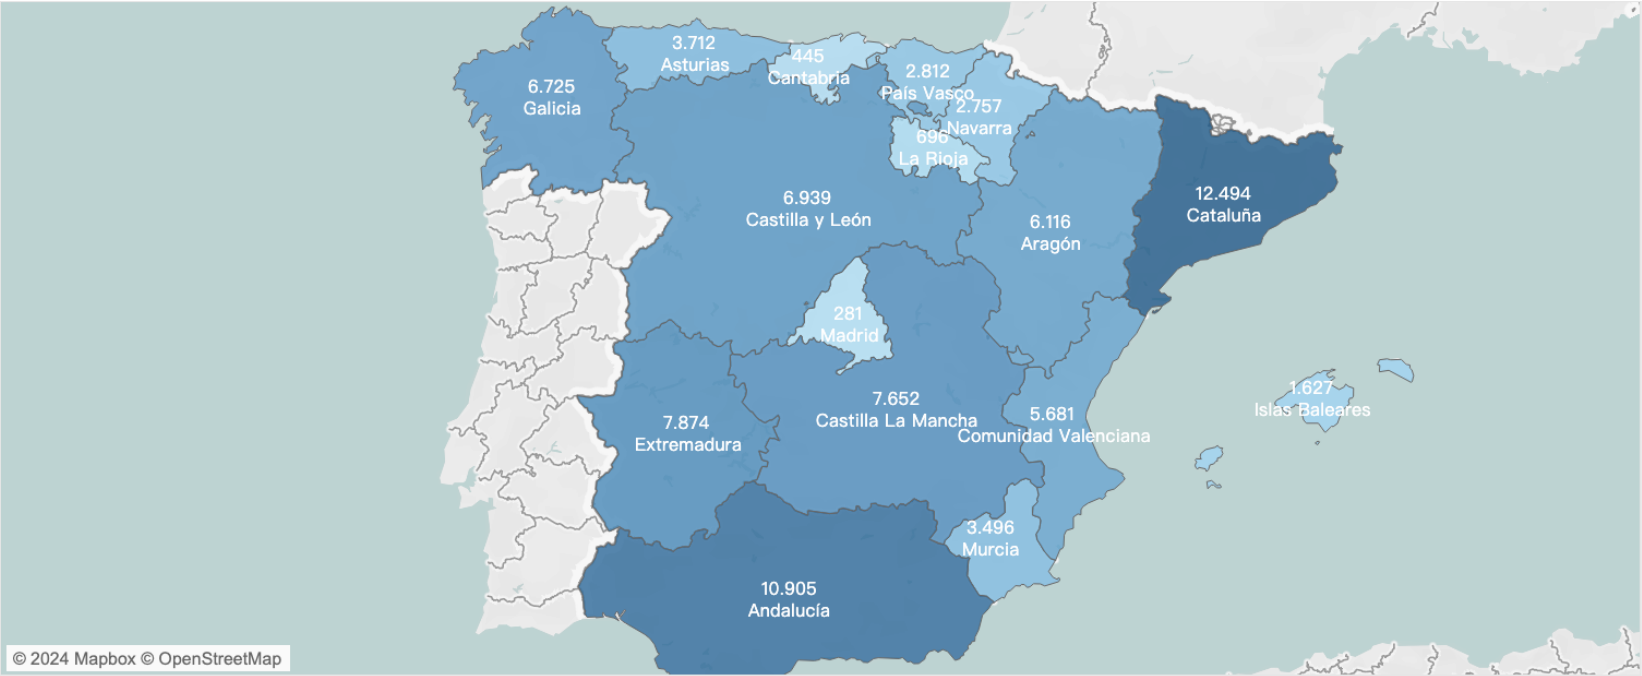 3.712
Asturias
445
Cantabria
2.812
País Vasco
6.725
Galicia
2.757
Navarra
696
La Rioja
12.494
Cataluña
6.939
Castilla y León
6.116
Aragón
281
Madrid
1.627
Islas Baleares
7.652
Castilla La Mancha
7.874
Extremadura
5.681
Comunidad Valenciana
3.496
Murcia
10.905
Andalucía
© 2024 Mapbox © OpenStreetMap